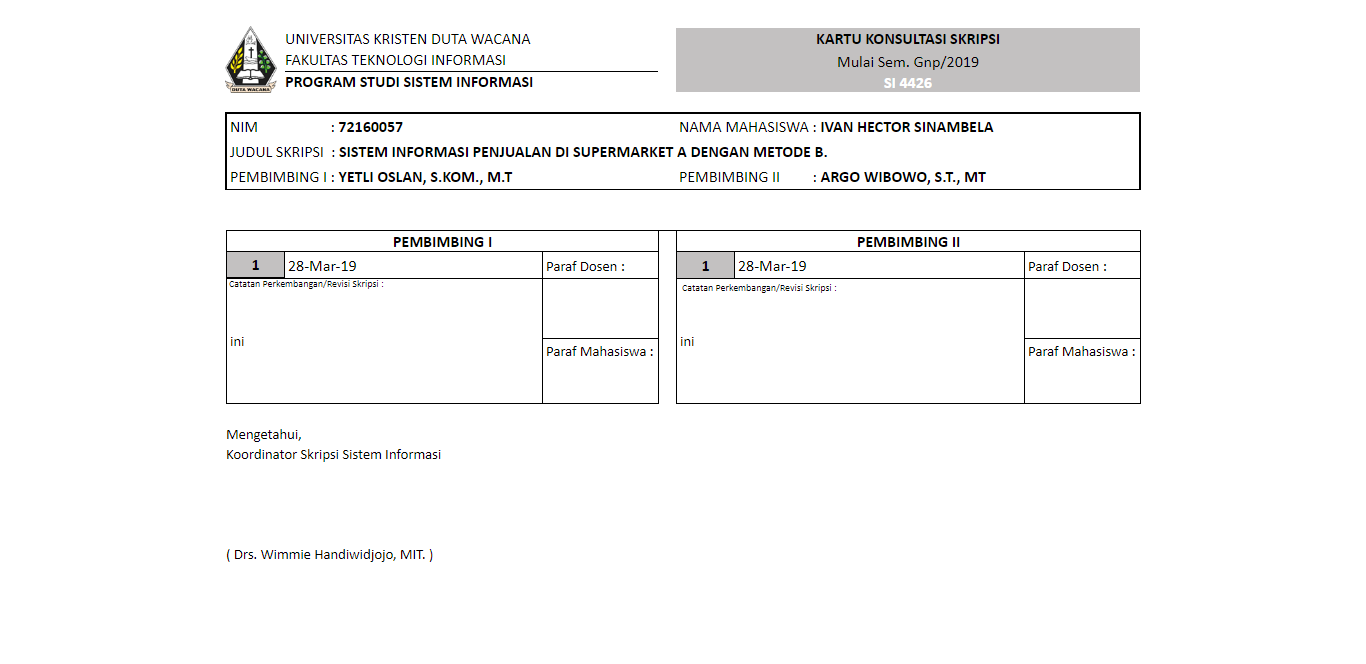 DUTA WACANA
UNIVERSITAS KRISTEN DUTA WACANA
FAKULTAS TEKNOLOGI INFORMASI
PROGRAM STUDI SISTEM INFORMASI
KARTU KONSULTASI SKRIPSI
Mulai Sem. Gnp/2019
SI 4426
NIM : 72160057 NAMA MAHASISWA : IVAN HECTOR SINAMBELA
JUDUL SKRIPSI : SISTEM INFORMASI PENJUALAN DI SUPERMARKET A DENGAN METODE B.
PEMBIMBING I : YETLI OSLAN, S.KOM., M.T PEMBIMBING II : ARGO WIBOWO, S.T., MT
PEMBIMBING I
1 28-Mar-19 Paraf Dosen :
Catatan Perkembangan/Revisi Skripsi :
ini
Paraf Mahasiswa :
PEMBIMBING II
1 28-Mar-19 Paraf Dosen :
Catatan Perkembangan/Revisi Skripsi :
ini
Paraf Mahasiswa :
Mengetahui,
Koordinator Skripsi Sistem Informasi
( Drs. Wimmie Handiwidjojo, MIT. )